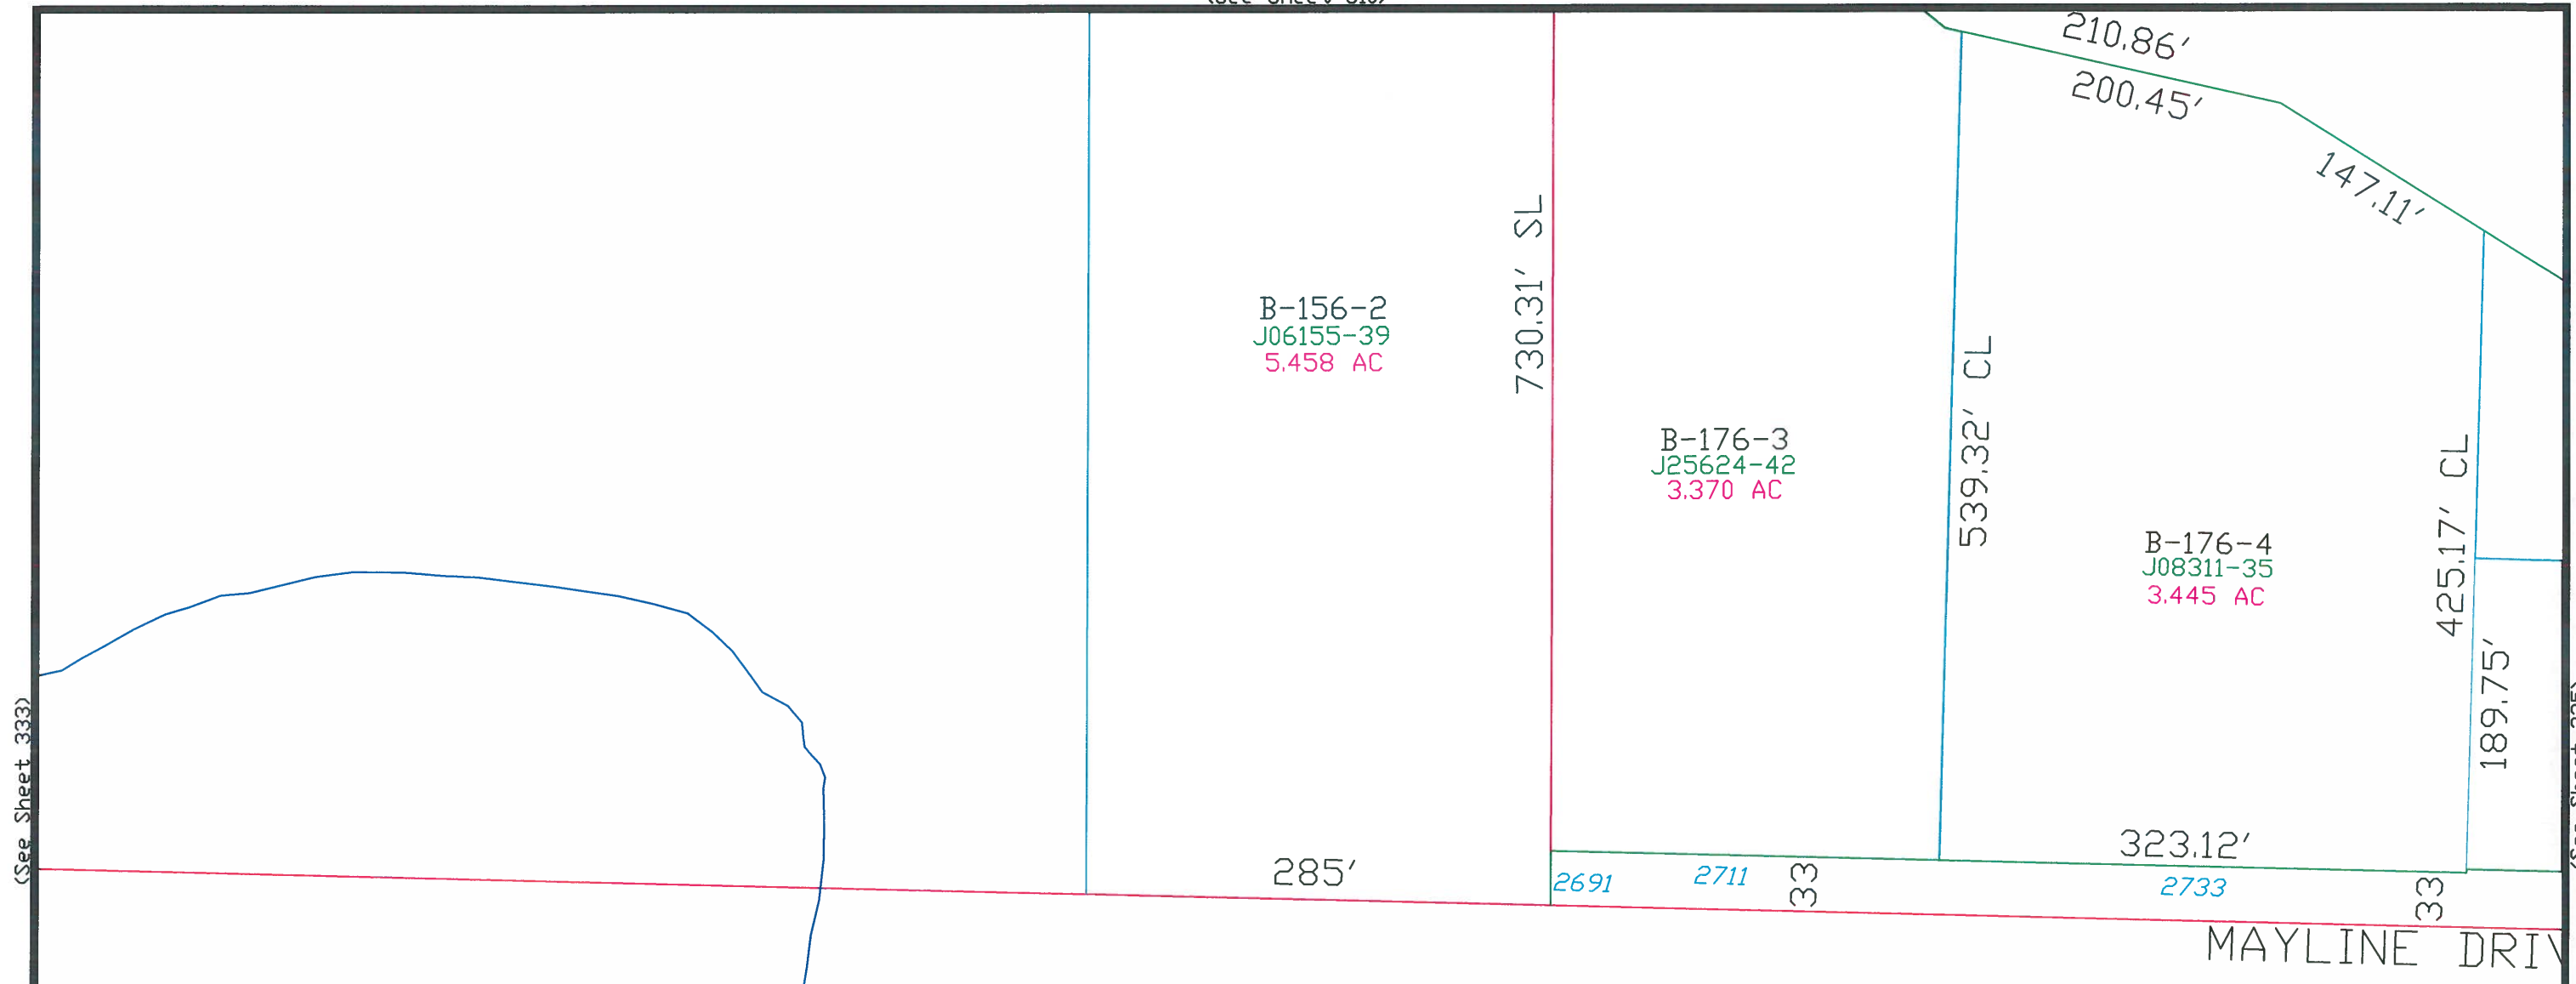 210.86'
200.45'
147.11'
730.31' SL
B-156-2
J06155-39
5.458 AC
539.32' CL
B-176-3
J25624-42
3.370 AC
425.17' CL
B-176-4
J08311-35
3.445 AC
189.75'
(See Sheet 333)
285'
323.12'
2691
2711
33
2733
33
MAYLINE